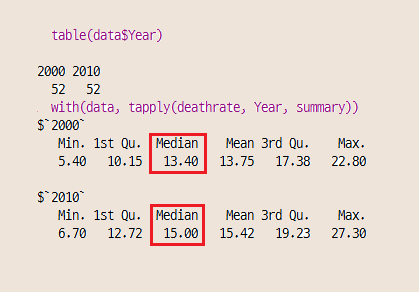 table(data$Year)
2000 2010
52 52
with(data, tapply(deathrate, Year, summary))
$`2000`
Min. 1st Qu. Median Mean 3rd Qu. Max.
5.40 10.15 13.40 13.75 17.38 22.80
$`2010`
Min. 1st Qu. Median Mean 3rd Qu. Max.
6.70 12.72 15.00 15.42 19.23 27.30